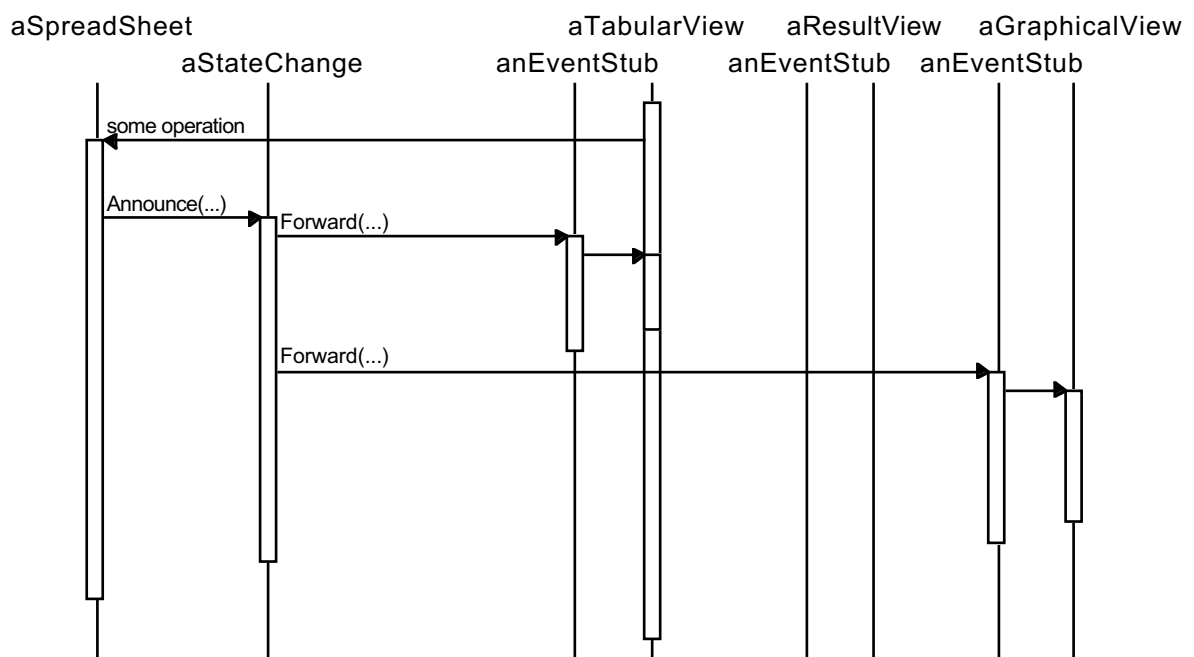 aSpreadSheet aTabularView aResultView aGraphicalView
aStateChange anEventStub anEventStub anEventStub
some operation
Announce(...)
Forward(...)
Forward(...)